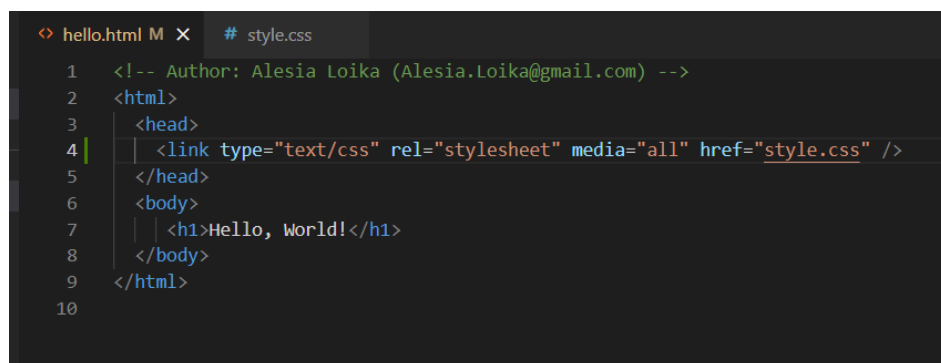 <> hello.html M ×  # style.css
1 <!-- Author: Alesia Loika (Alesia.Loika@gmail.com) -->
2 <html>
3   <head>
4     <link type="text/css" rel="stylesheet" media="all" href="style.css" />
5   </head>
6   <body>
7     <h1>Hello, World!</h1>
8   </body>
9 </html>
10